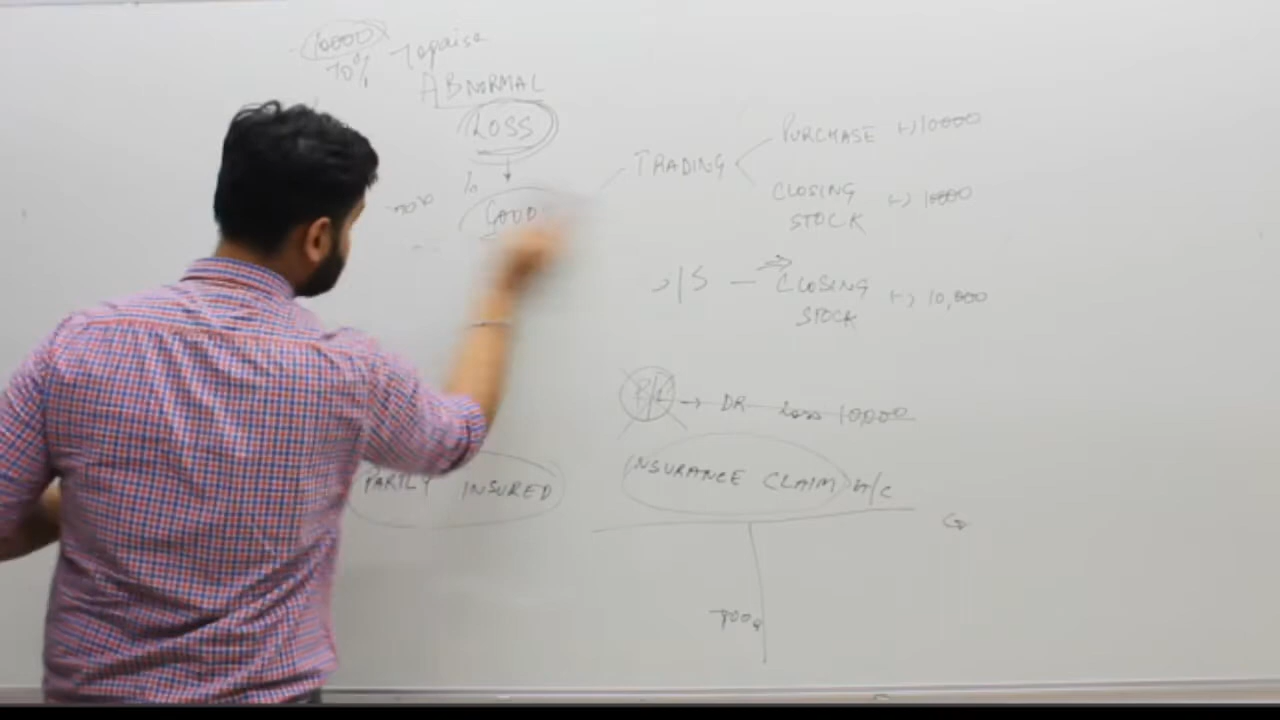 10000
70%
ABNORMAL
LOSS
GOOD
TRADING
PURCHASE (-) 10000
CLOSING
STOCK (-) 10000
CLOSING
STOCK (-) 10,000
DR loss 10000
PARTLY INSURED
INSURANCE CLAIM A/C
7000